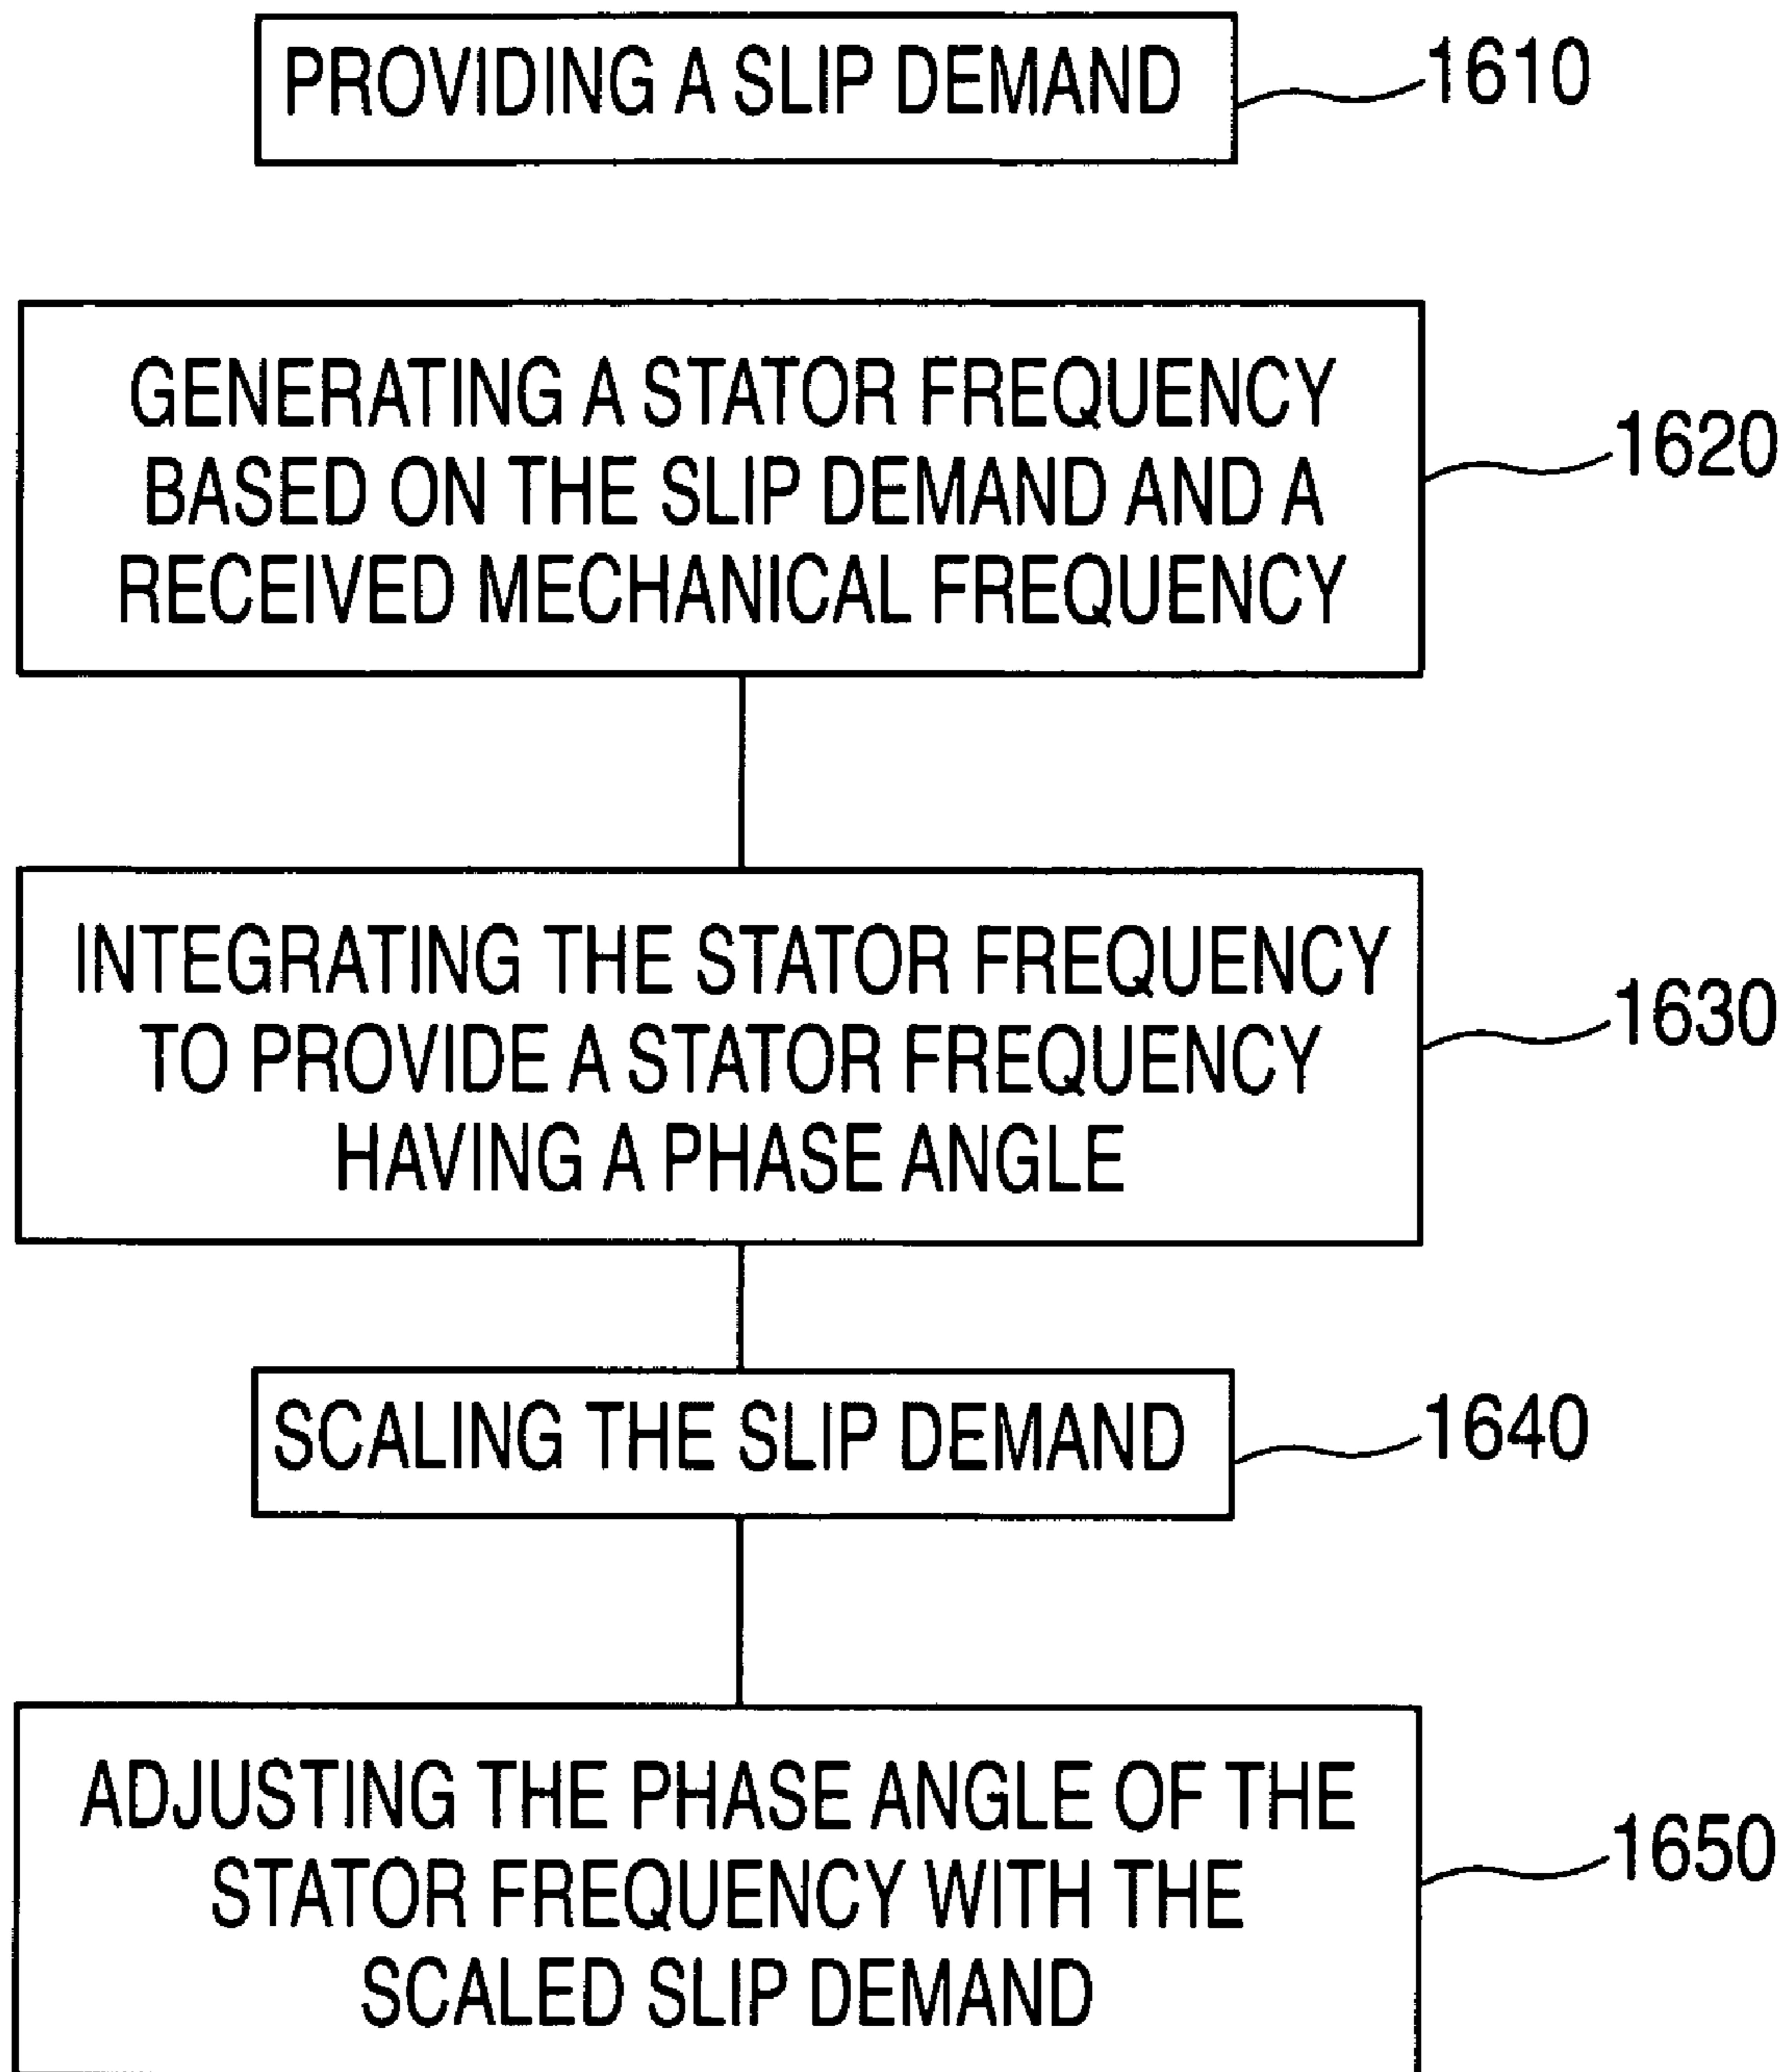 PROVIDING A SLIP DEMAND
1610
GENERATING A STATOR FREQUENCY
BASED ON THE SLIP DEMAND AND A
RECEIVED MECHANICAL FREQUENCY
1620
INTEGRATING THE STATOR FREQUENCY
TO PROVIDE A STATOR FREQUENCY
HAVING A PHASE ANGLE
1630
SCALING THE SLIP DEMAND
1640
ADJUSTING THE PHASE ANGLE OF THE
STATOR FREQUENCY WITH THE
SCALED SLIP DEMAND
1650